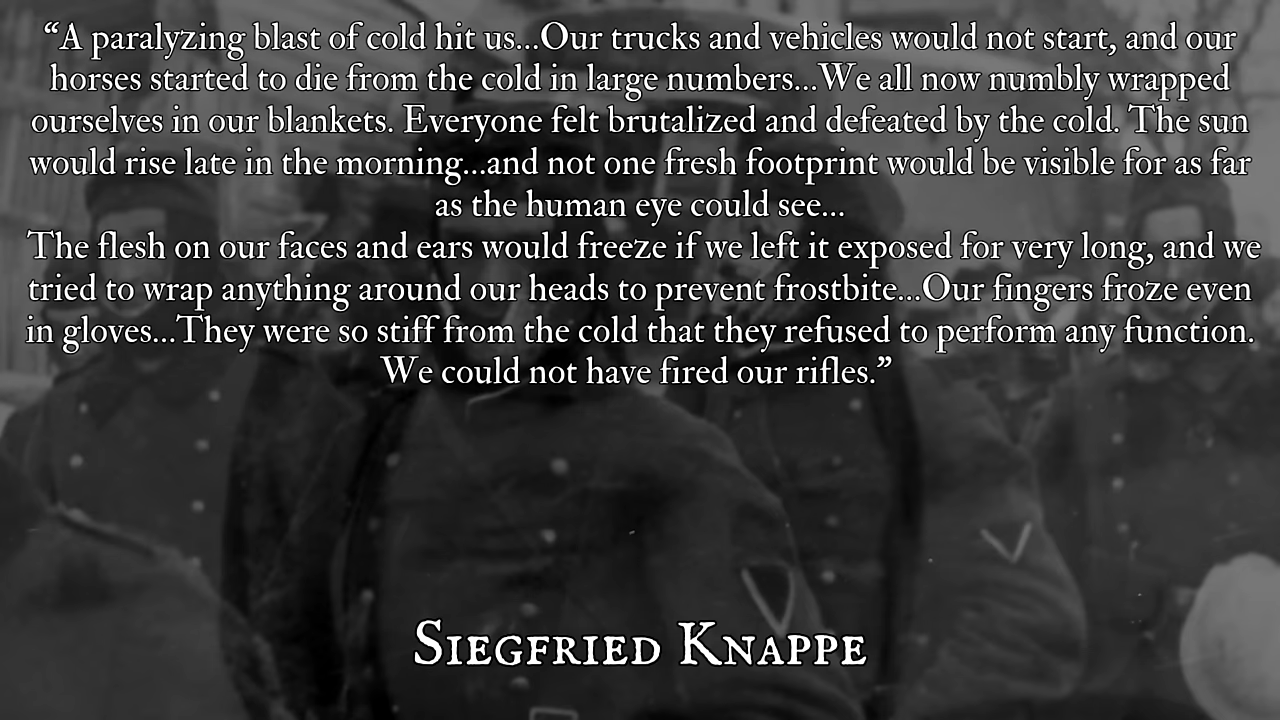 “A paralyzing blast of cold hit us...Our trucks and vehicles would not start, and our
horses started to die from the cold in large numbers...We all now numbly wrapped
ourselves in our blankets. Everyone felt brutalized and defeated by the cold. The sun
would rise late in the morning...and not one fresh footprint would be visible for as far
as the human eye could see...
The flesh on our faces and ears would freeze if we left it exposed for very long, and we
tried to wrap anything around our heads to prevent frostbite...Our fingers froze even
in gloves...They were so stiff from the cold that they refused to perform any function.
We could not have fired our rifles.”
Siegfried Knappe